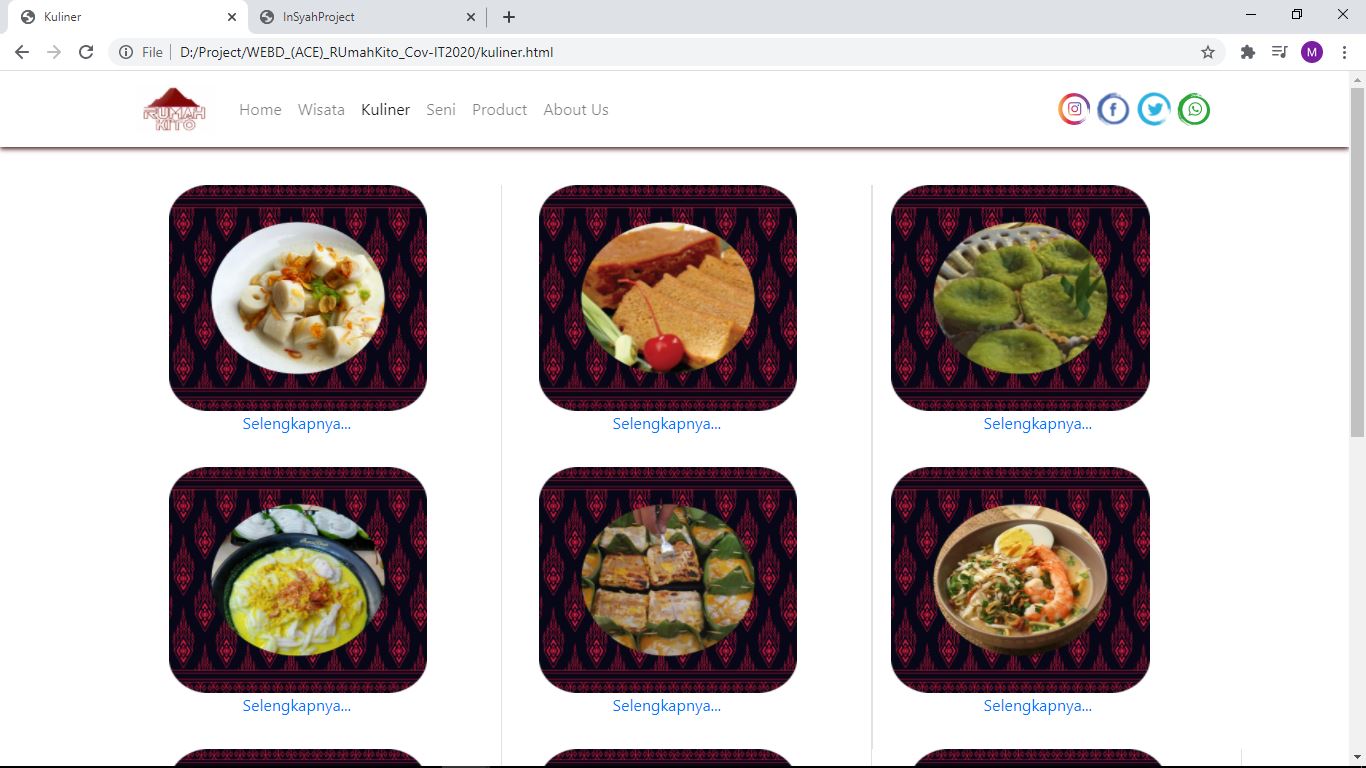 Kuliner
InSyahProject
File
D:/Project/WEBD_(ACE)_RUmahKito_Cov-IT2020/kuliner.html
M
RUMAH
KITO
Home Wisata Kuliner Seni Product About Us
Selengkapnya... Selengkapnya... Selengkapnya...
Selengkapnya... Selengkapnya... Selengkapnya...